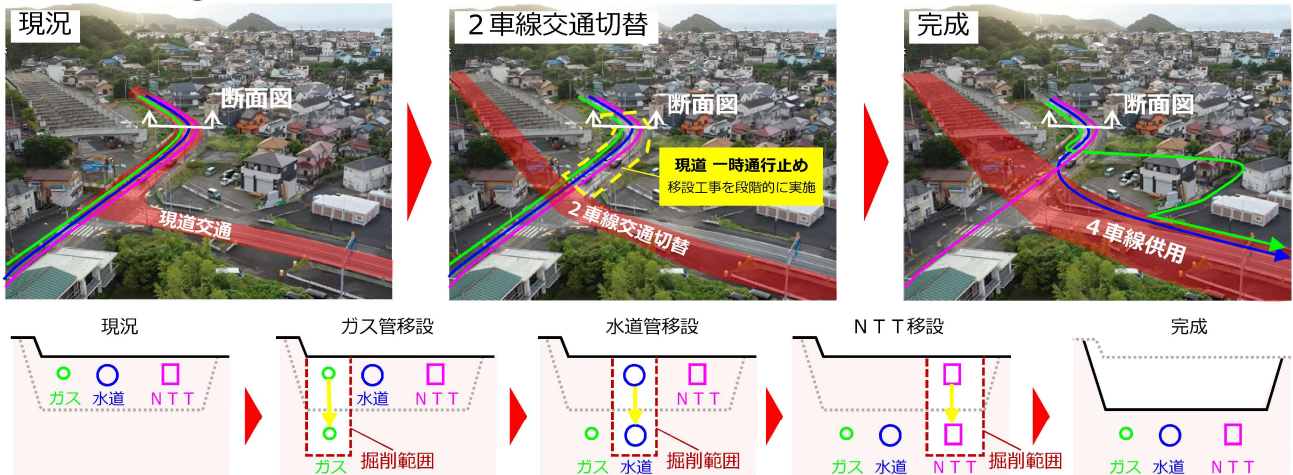 現況
断面図
現道交通
２車線交通切替
断面図
現道 一時通行止め
移設工事を段階的に実施
２車線交通切替
完成
断面図
４車線供用
現況
ガス
水道
ＮＴＴ
ガス管移設
水道
ＮＴＴ
ガス
掘削範囲
水道管移設
ＮＴＴ
ガス
水道
掘削範囲
ＮＴＴ移設
ガス
水道
ＮＴＴ
掘削範囲
完成
ガス
水道
ＮＴＴ